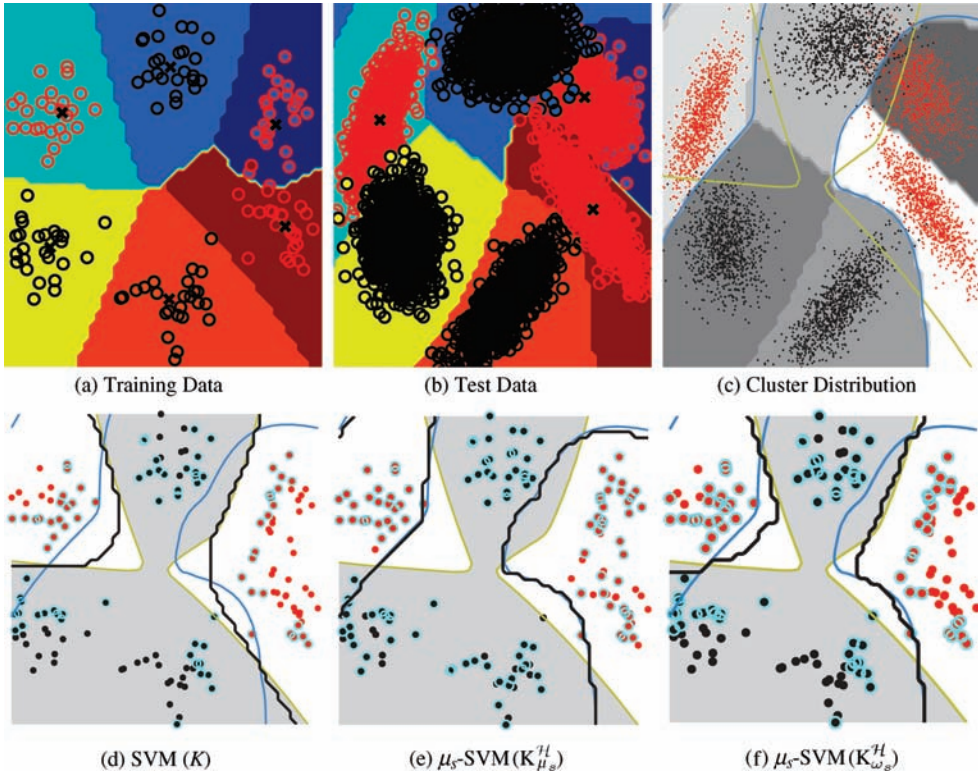 (a) Training Data
(b) Test Data
(c) Cluster Distribution
(d) SVM (K)
(e) μₛ-SVM(K^ℋ_μₛ)
(f) μₛ-SVM(K^ℋ_ωₛ)